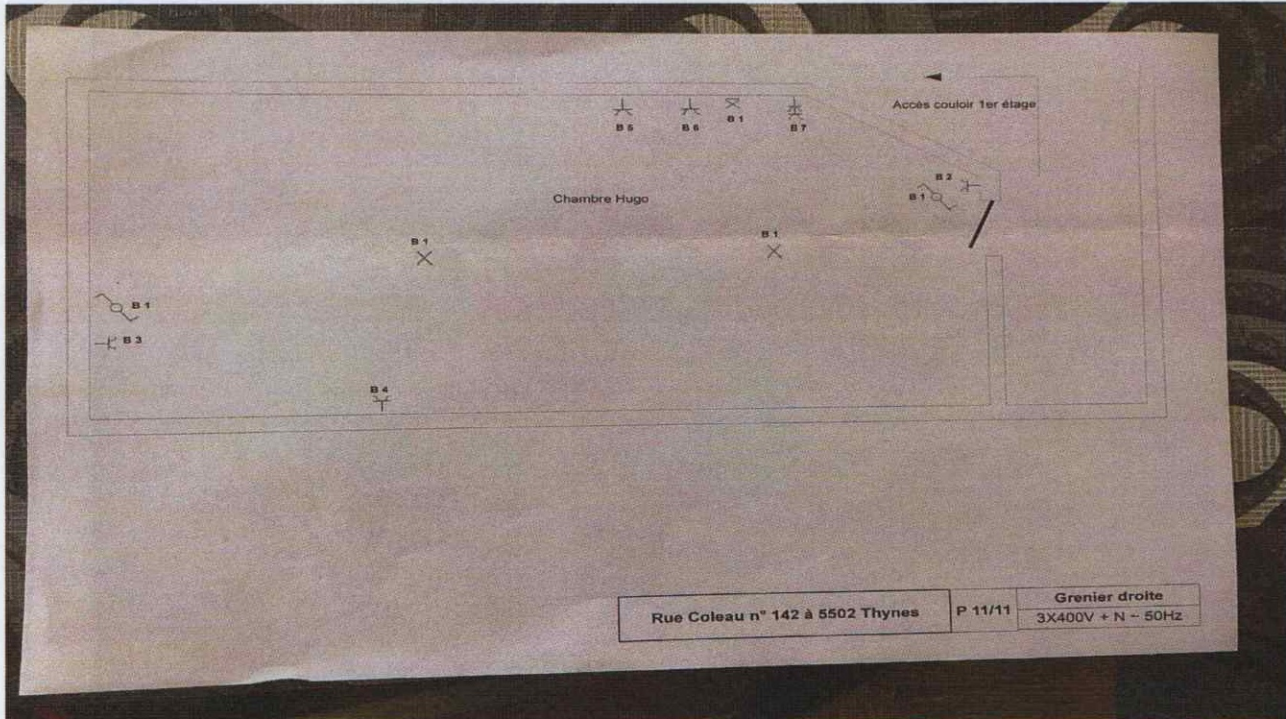 Accès couloir 1er étage
B 5
B 6
B 1
B 7
B 2
B 1
Chambre Hugo
B 1
B 1
B 1
B 3
B 4
Rue Coleau n° 142 à 5502 Thynes
P 11/11
Grenier droite
3X400V + N ~ 50Hz